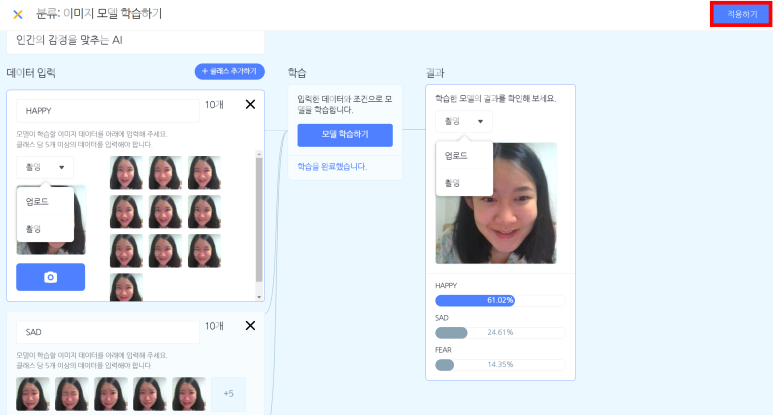 분류: 이미지 모델 학습하기
적용하기
인간의 감경을 맞추는 AI
데이터 입력
+ 클래스 추가하기
HAPPY
10개
모델이 학습할 이미지 데이터를 아래에 입력해 주세요.
클래스 당 5개 이상의 데이터를 입력해야 합니다.
촬영
업로드
촬영
SAD
10개
모델이 학습할 이미지 데이터를 아래에 입력해 주세요.
클래스 당 5개 이상의 데이터를 입력해야 합니다.
+5
학습
입력한 데이터와 조건으로 모
델을 학습합니다.
모델 학습하기
학습을 완료했습니다.
결과
학습한 모델의 결과를 확인해 보세요.
촬영
업로드
촬영
HAPPY
61.02%
SAD
24.61%
FEAR
14.35%